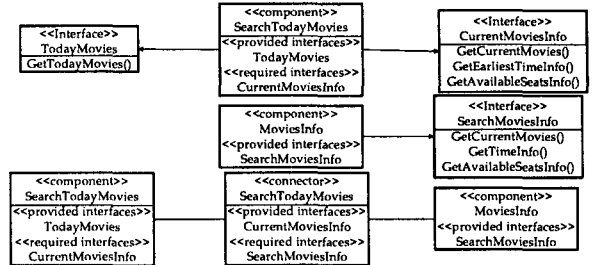 <<Interface>>
TodayMovies
GetTodayMovies()
<<component>>
SearchTodayMovies
<<provided interfaces>>
TodayMovies
<<required interfaces>>
CurrentMoviesInfo
<<Interface>>
CurrentMoviesInfo
GetCurrentMovies()
GetEarliestTimeInfo()
GetAvailableSeatsInfo()
<<component>>
MoviesInfo
<<provided interfaces>>
SearchMoviesInfo
<<Interface>>
SearchMoviesInfo
GetCurrentMovies()
GetTimeInfo()
GetAvailableSeatsInfo()
<<component>>
SearchTodayMovies
<<provided interfaces>>
TodayMovies
<<required interfaces>>
CurrentMoviesInfo
<<connector>>
SearchTodayMovies
<<provided interfaces>>
CurrentMoviesInfo
<<required interfaces>>
SearchMoviesInfo
<<component>>
MoviesInfo
<<provided interfaces>>
SearchMoviesInfo